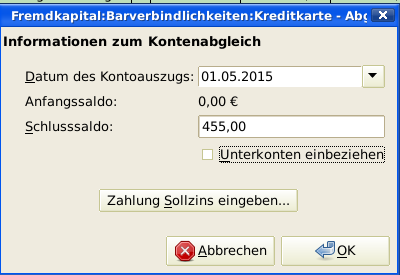 Fremdkapital:Barverbindlichkeiten:Kreditkarte - Abg
Informationen zum Kontenabgleich
Datum des Kontoauszugs: 01.05.2015
Anfangssaldo: 0,00 €
Schlusssaldo: 455,00
Unterkonten einbeziehen
Zahlung Sollzins eingeben...
Abbrechen OK